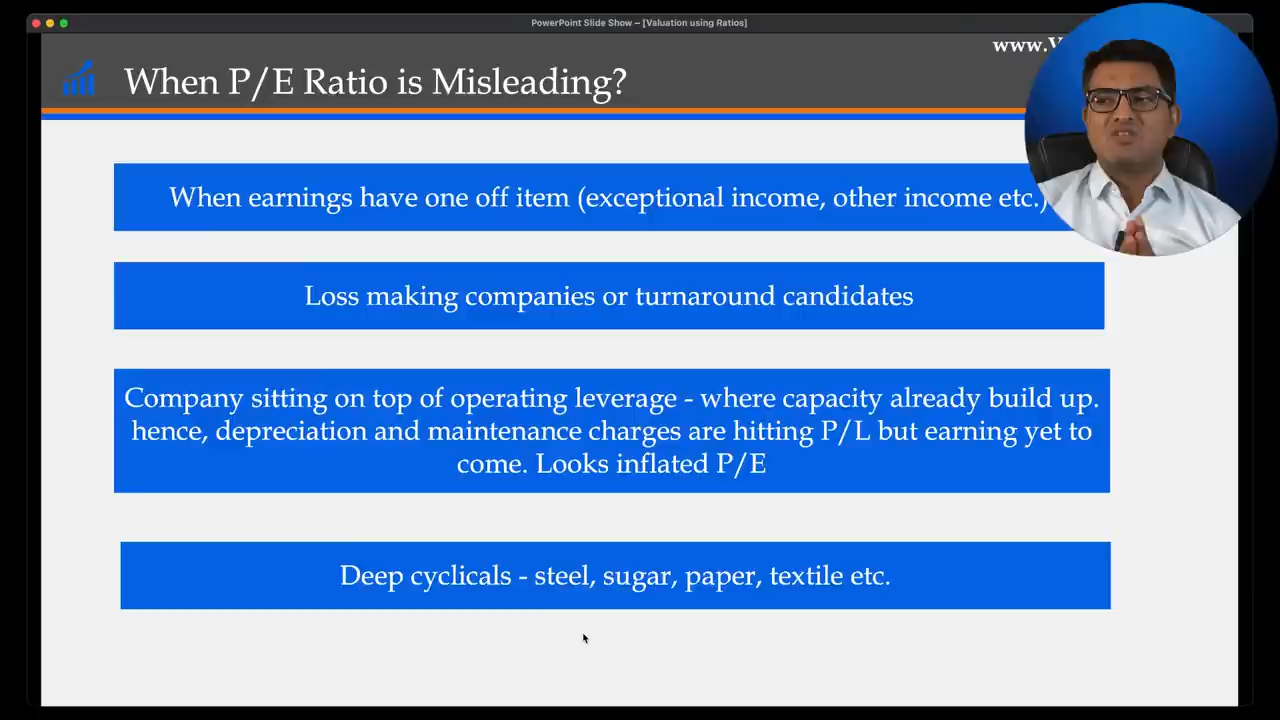 PowerPoint Slide Show – [Valuation using Ratios]
www.V
When P/E Ratio is Misleading?
When earnings have one off item (exceptional income, other income etc.)
Loss making companies or turnaround candidates
Company sitting on top of operating leverage - where capacity already build up.
hence, depreciation and maintenance charges are hitting P/L but earning yet to
come. Looks inflated P/E
Deep cyclicals - steel, sugar, paper, textile etc.